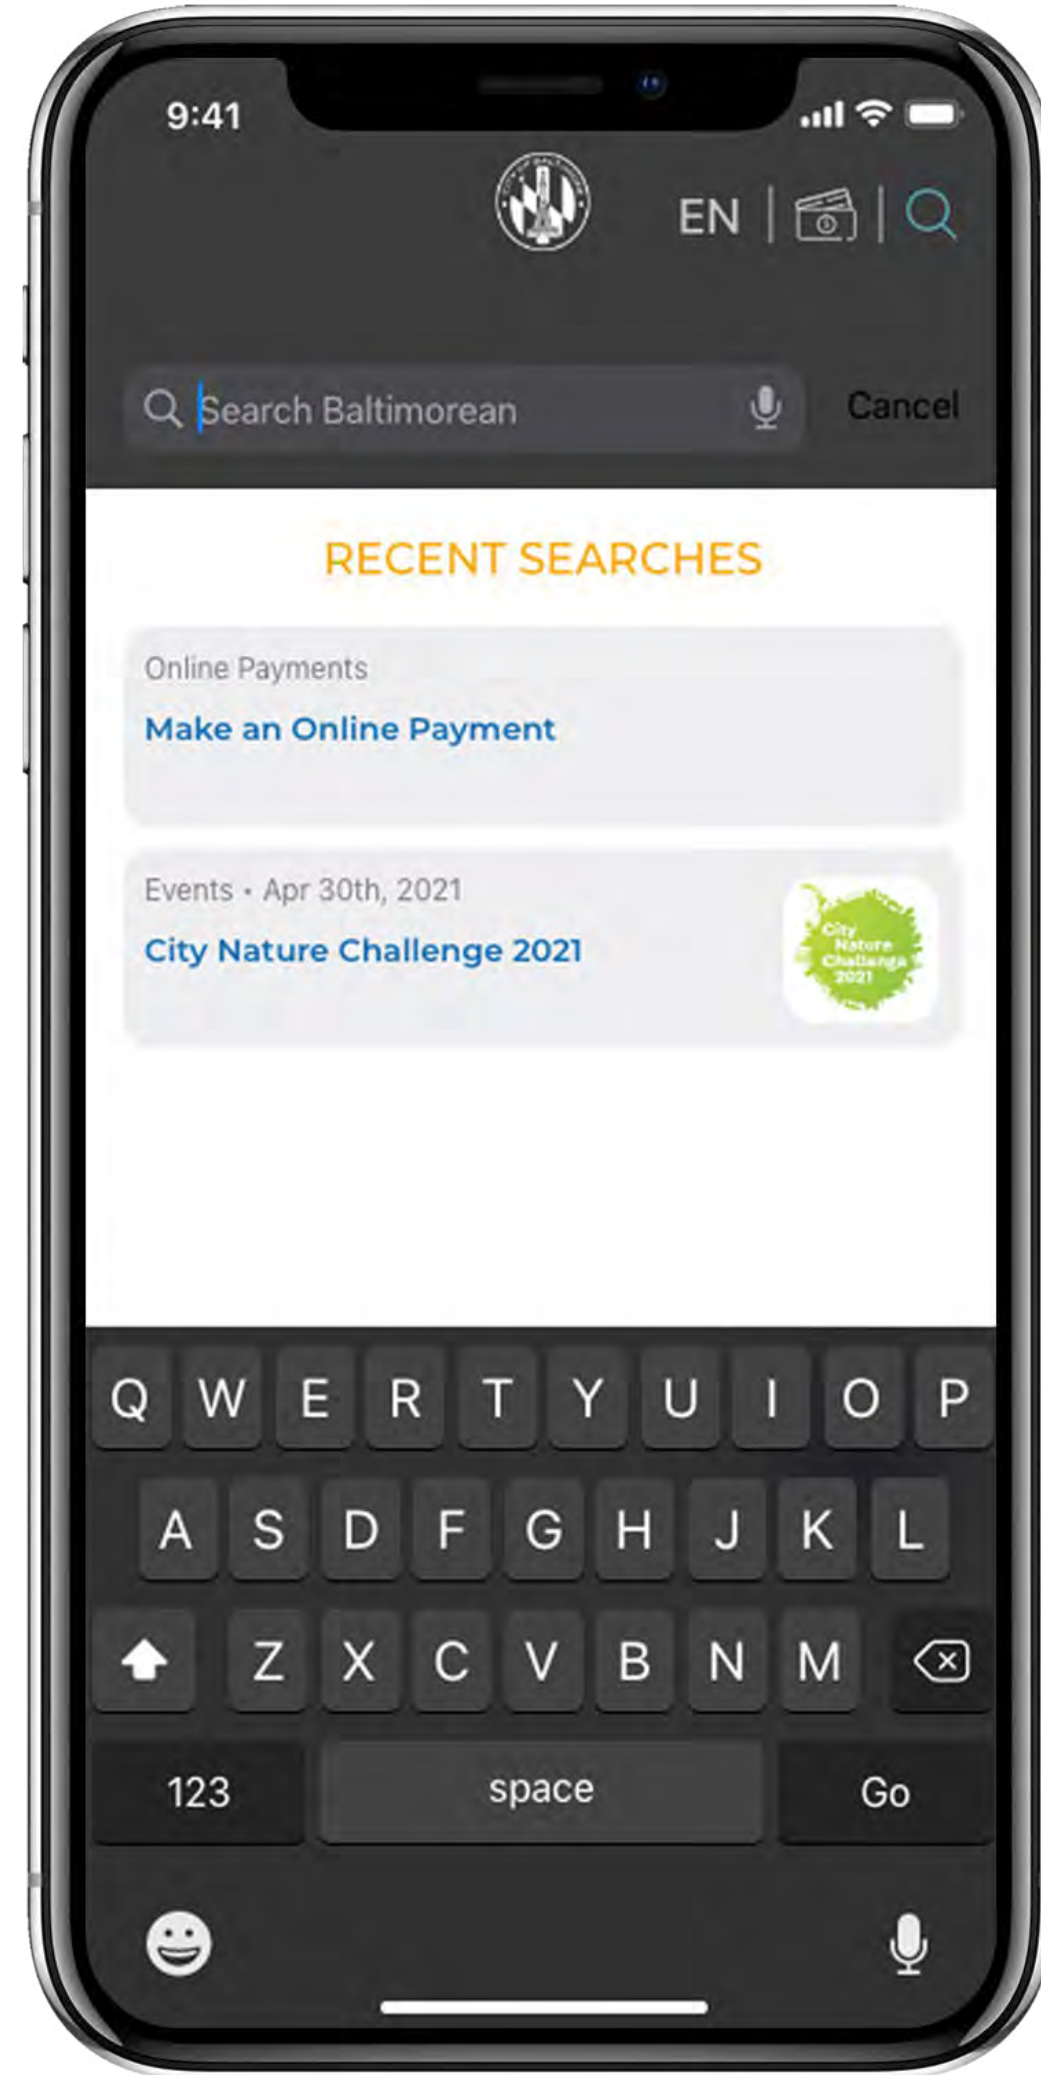 9:41
EN
Search Baltimorean
Cancel
RECENT SEARCHES
Online Payments
Make an Online Payment
Events • Apr 30th, 2021
City Nature Challenge 2021
City
Nature
Challenge
2021
Q W E R T Y U I O P
A S D F G H J K L
Z X C V B N M
123 space Go